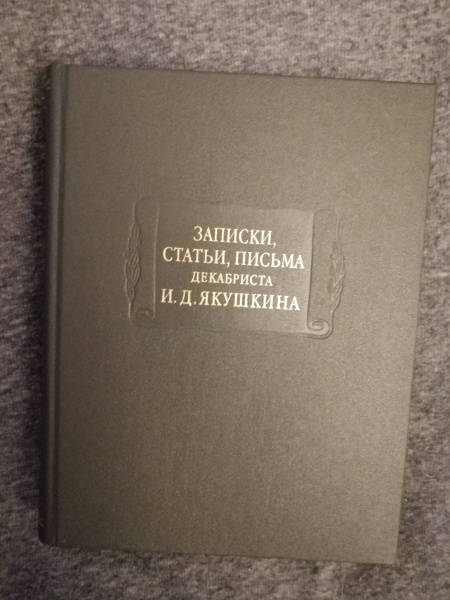 ЗАПИСКИ,
СТАТЬИ, ПИСЬМА
ДЕКАБРИСТА
И. Д. ЯКУШКИНА